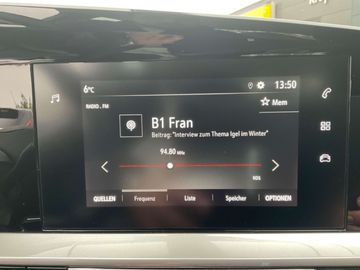 6°C
13:50
RADIO . FM
Mem
B1 Fran
Beitrag: "Interview zum Thema Igel im Winter"
94.80 MHz
RDS
QUELLEN Frequenz Liste Speicher OPTIONEN